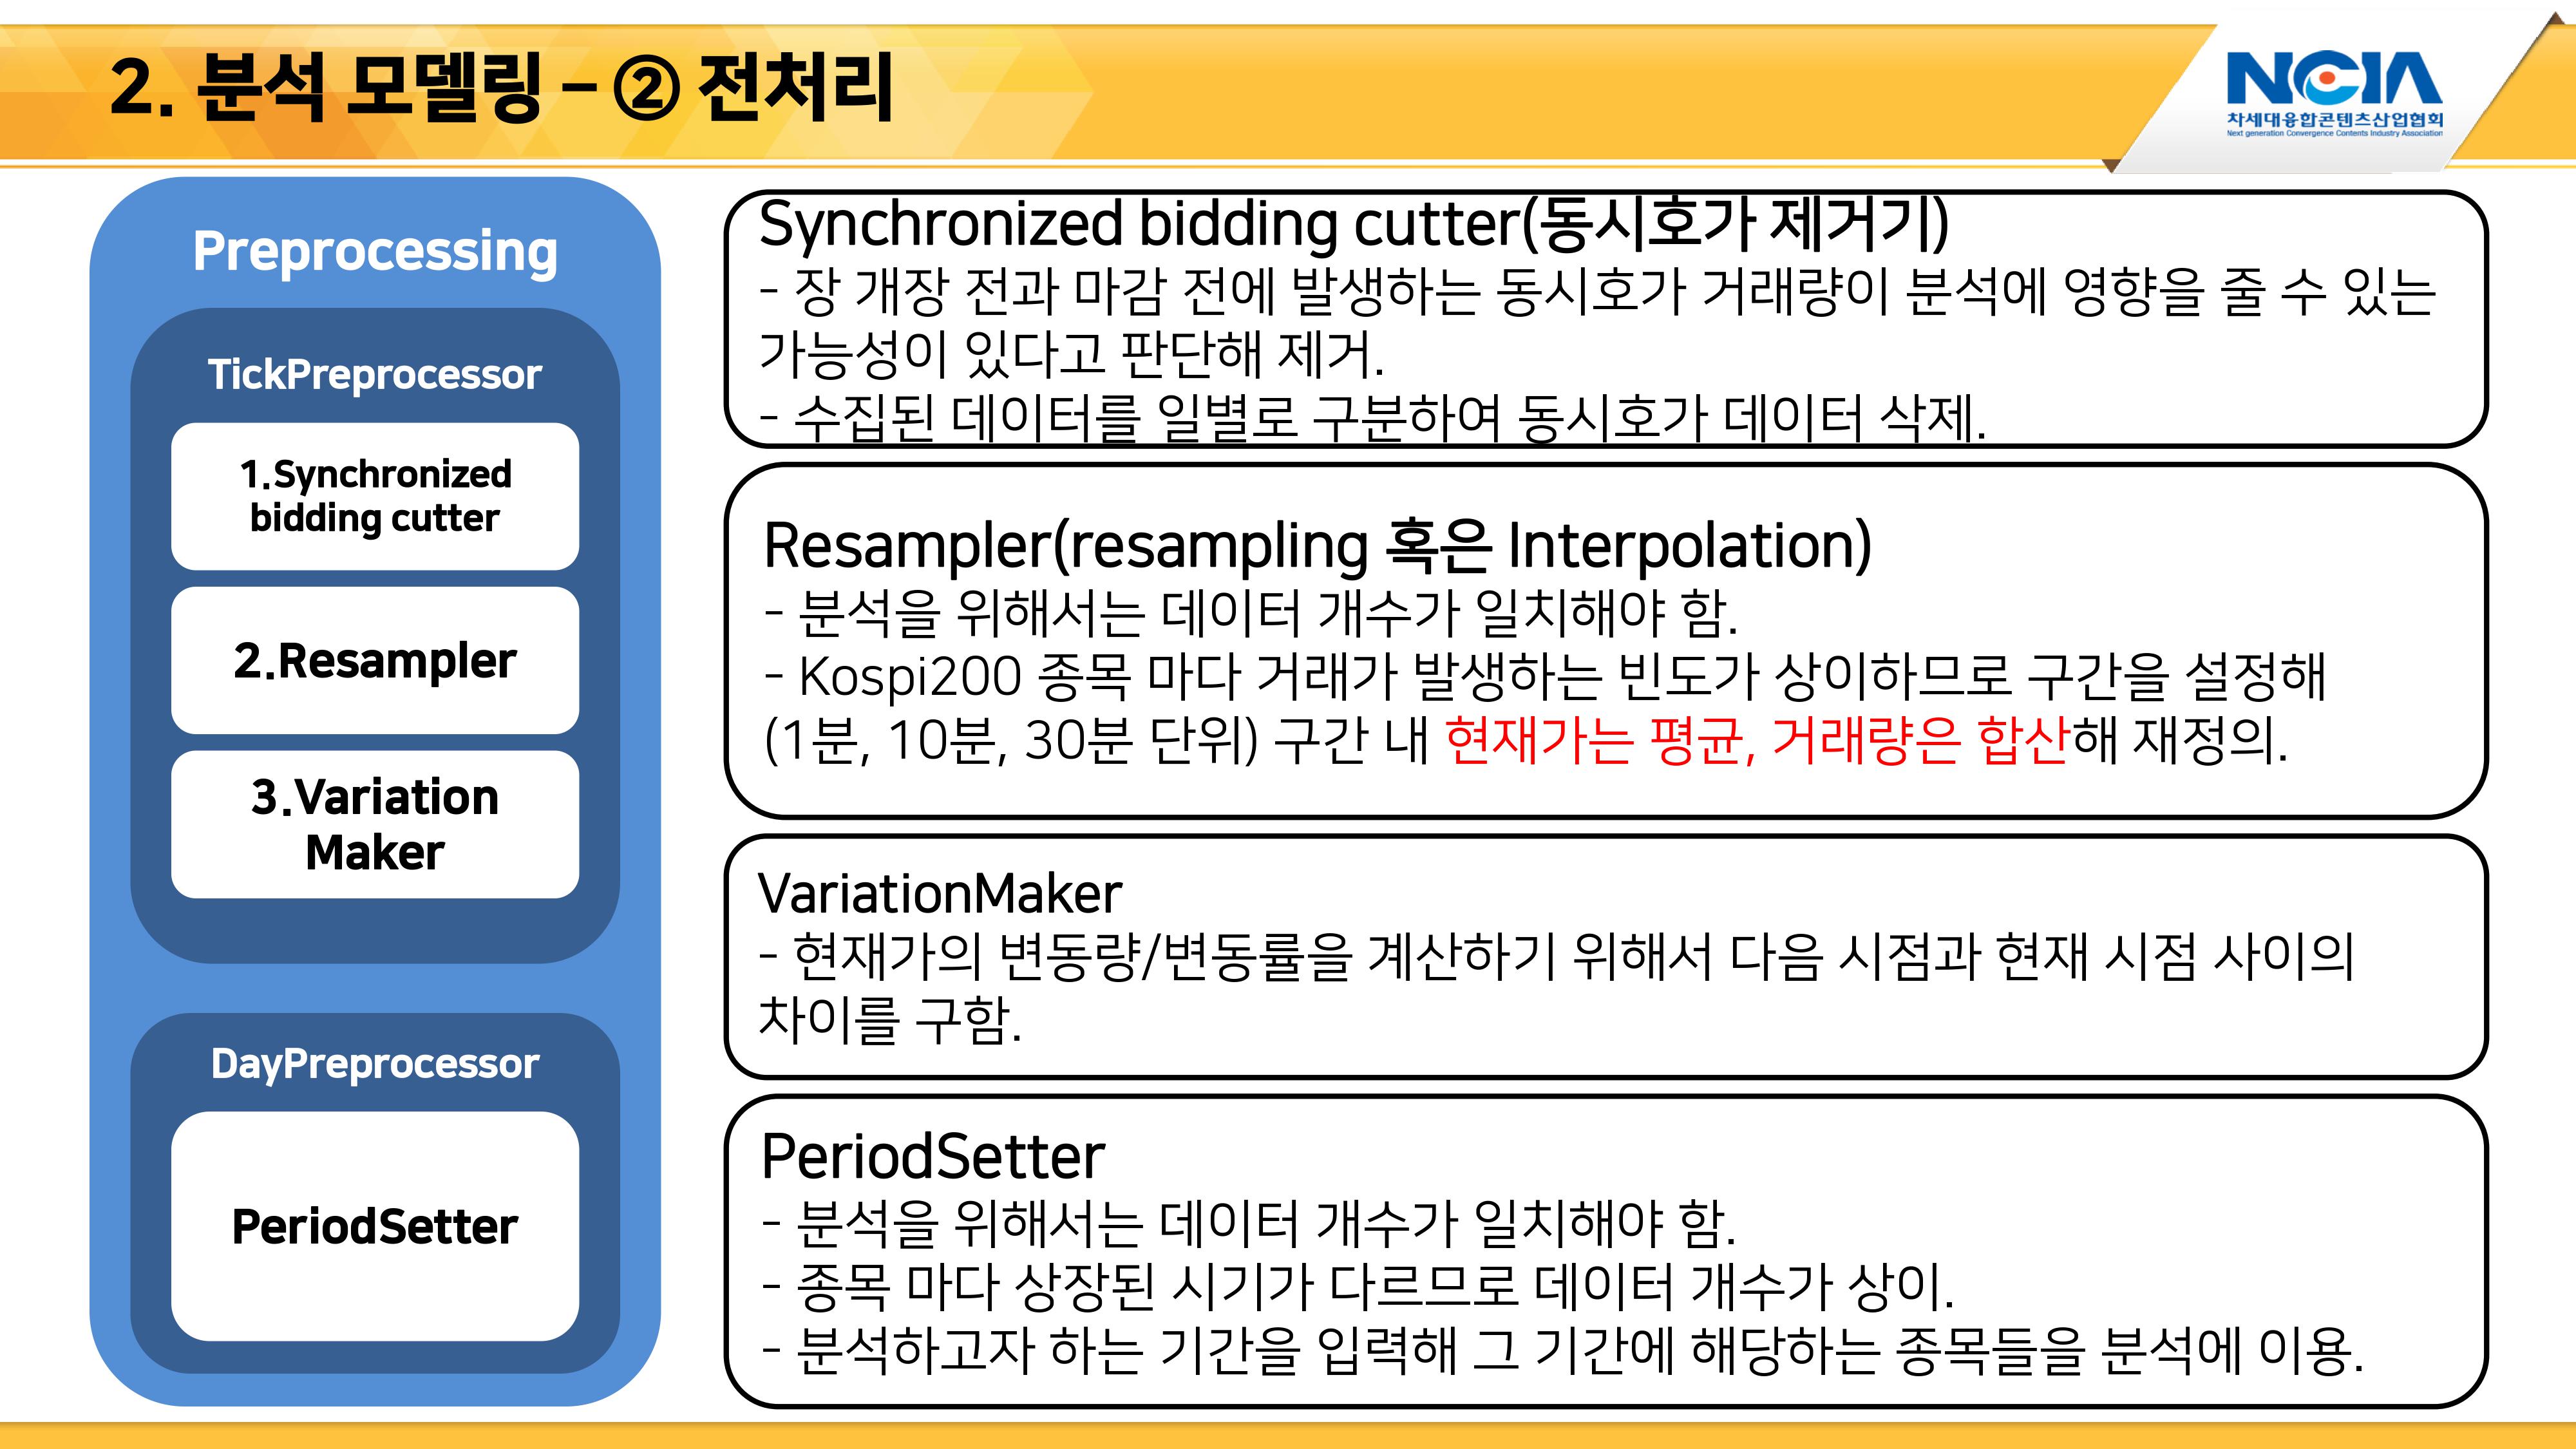 2. 분석 모델링 – ② 전처리
NCIA
차세대융합콘텐츠산업협회
Next generation Convergence Contents Industry Association
Preprocessing
TickPreprocessor
1.Synchronized
bidding cutter
2.Resampler
3.Variation
Maker
DayPreprocessor
PeriodSetter
Synchronized bidding cutter(동시호가 제거기)
- 장 개장 전과 마감 전에 발생하는 동시호가 거래량이 분석에 영향을 줄 수 있는
가능성이 있다고 판단해 제거.
- 수집된 데이터를 일별로 구분하여 동시호가 데이터 삭제.
Resampler(resampling 혹은 Interpolation)
- 분석을 위해서는 데이터 개수가 일치해야 함.
- Kospi200 종목 마다 거래가 발생하는 빈도가 상이하므로 구간을 설정해
(1분, 10분, 30분 단위) 구간 내 현재가는 평균, 거래량은 합산해 재정의.
VariationMaker
- 현재가의 변동량/변동률을 계산하기 위해서 다음 시점과 현재 시점 사이의
차이를 구함.
PeriodSetter
- 분석을 위해서는 데이터 개수가 일치해야 함.
- 종목 마다 상장된 시기가 다르므로 데이터 개수가 상이.
- 분석하고자 하는 기간을 입력해 그 기간에 해당하는 종목들을 분석에 이용.